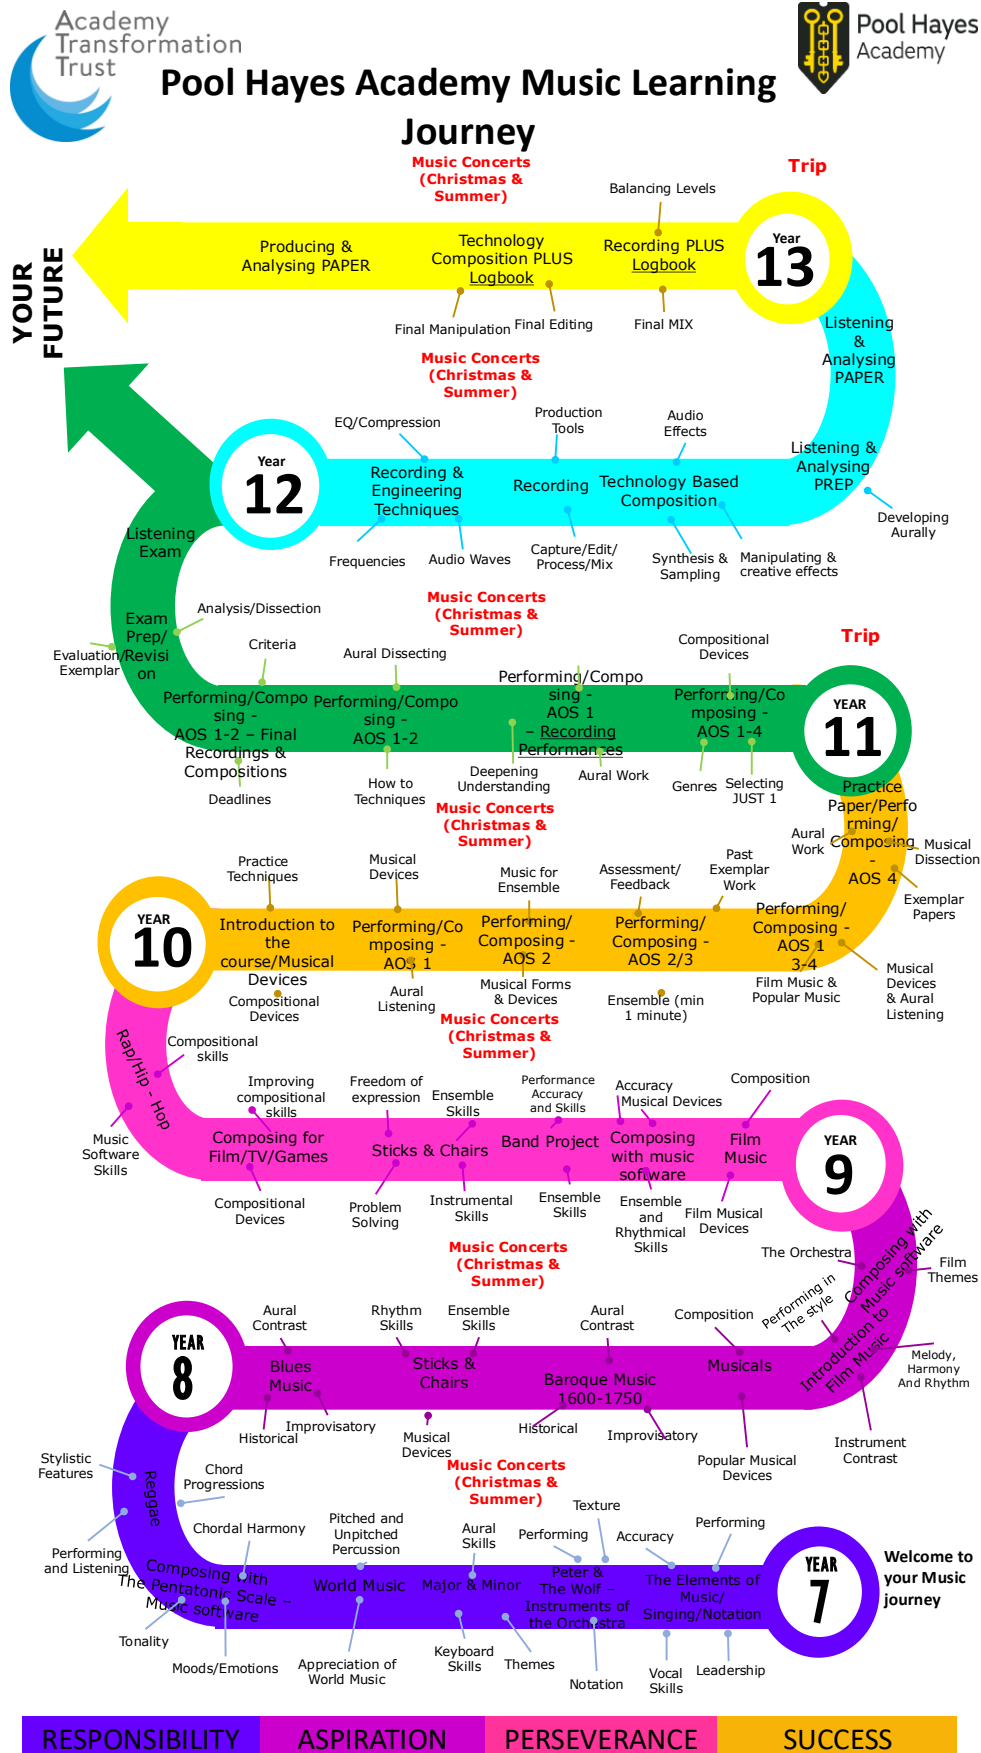 Academy
Transformation
Trust
Pool Hayes
Academy
Pool Hayes Academy Music Learning
Journey
Music Concerts
(Christmas &
Summer)
Trip
Balancing Levels
YOUR
FUTURE
Producing &
Analysing PAPER
Technology
Composition PLUS
Logbook
Recording PLUS
Logbook
Year
13
Final Manipulation
Final Editing
Final MIX
Listening
&
Analysing
PAPER
Music Concerts
(Christmas &
Summer)
EQ/Compression
Production
Tools
Audio
Effects
Year
12
Recording &
Engineering
Techniques
Recording
Technology Based
Composition
Listening &
Analysing
PREP
Developing
Aurally
Frequencies
Audio Waves
Capture/Edit/
Process/Mix
Synthesis &
Sampling
Manipulating &
creative effects
Listening
Exam
Music Concerts
(Christmas &
Summer)
Trip
Analysis/Dissection
Exam
Prep/
Revisi
on
Evaluation/
Exemplar
Criteria
Aural Dissecting
Compositional
Devices
Performing/Compo
sing -
AOS 1-2 – Final
Recordings &
Compositions
Performing/Compo
sing -
AOS 1-2
Performing/Compo
sing -
AOS 1
– Recording
Performances
Performing/Co
mposing -
AOS 1-4
YEAR
11
Deadlines
How to
Techniques
Deepening
Understanding
Aural Work
Genres
Selecting
JUST 1
Practice
Paper/Perfo
rming/
Composing
-
AOS 4
Music Concerts
(Christmas &
Summer)
Aural
Work
Musical
Dissection
Exemplar
Papers
Practice
Techniques
Musical
Devices
Music for
Ensemble
Assessment/
Feedback
Past
Exemplar
Work
YEAR
10
Introduction to
the
course/Musical
Devices
Performing/Co
mposing -
AOS 1
Performing/
Composing -
AOS 2
Performing/
Composing -
AOS 2/3
Performing/
Composing -
AOS 1
3-4
Compositional
Devices
Aural
Listening
Musical Forms
& Devices
Ensemble (min
1 minute)
Film Music &
Popular Music
Musical
Devices
& Aural
Listening
Music Concerts
(Christmas &
Summer)
Rap/Hip - Hop
Compositional
skills
Music
Software
Skills
Improving
compositional
skills
Freedom of
expression
Ensemble
Skills
Performance
Accuracy
and Skills
Accuracy
Musical Devices
Composition
Composing for
Film/TV/Games
Sticks & Chairs
Band Project
Composing
with music
software
Film
Music
YEAR
9
Compositional
Devices
Problem
Solving
Instrumental
Skills
Ensemble
Skills
Ensemble
and
Rhythmical
Skills
Film Musical
Devices
Music Concerts
(Christmas &
Summer)
The Orchestra
Composing with
Music software
Film
Themes
Performing in
The style
Introduction to
Film Music
Melody,
Harmony
And Rhythm
Instrument
Contrast
Aural
Contrast
Rhythm
Skills
Ensemble
Skills
Aural
Contrast
Composition
YEAR
8
Blues
Music
Sticks &
Chairs
Baroque Music
1600-1750
Musicals
Historical
Improvisatory
Musical
Devices
Historical
Improvisatory
Popular Musical
Devices
Music Concerts
(Christmas &
Summer)
Stylistic
Features
Reggae
Chord
Progressions
Performing
and Listening
Chordal Harmony
Pitched and
Unpitched
Percussion
Aural
Skills
Performing
Texture
Accuracy
Performing
Composing with
The Pentatonic Scale –
Music software
World Music
Major & Minor
Peter &
The Wolf –
Instruments of
the Orchestra
The Elements of
Music/
Singing/Notation
YEAR
7
Welcome to
your Music
journey
Tonality
Moods/Emotions
Appreciation of
World Music
Keyboard
Skills
Themes
Notation
Vocal
Skills
Leadership
RESPONSIBILITY
ASPIRATION
PERSEVERANCE
SUCCESS